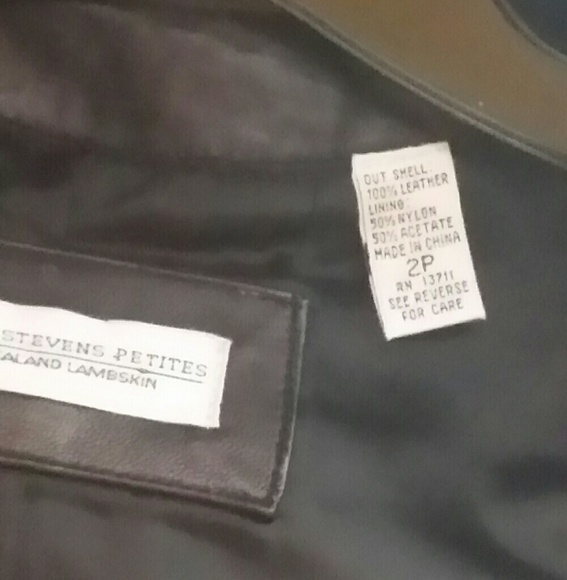 OUT SHELL:
100% LEATHER
LINING:
50% NYLON
50% ACETATE
MADE IN CHINA
2P
RN 13711
SEE REVERSE
FOR CARE
STEVENS PETITES
ALAND LAMBSKIN